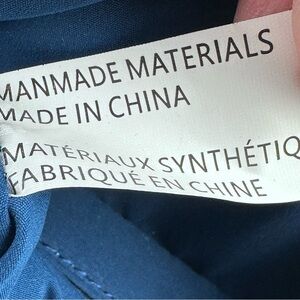 MANMADE MATERIALS
MADE IN CHINA
MATÉRIAUX SYNTHÉTIQ
FABRIQUÉ EN CHINE